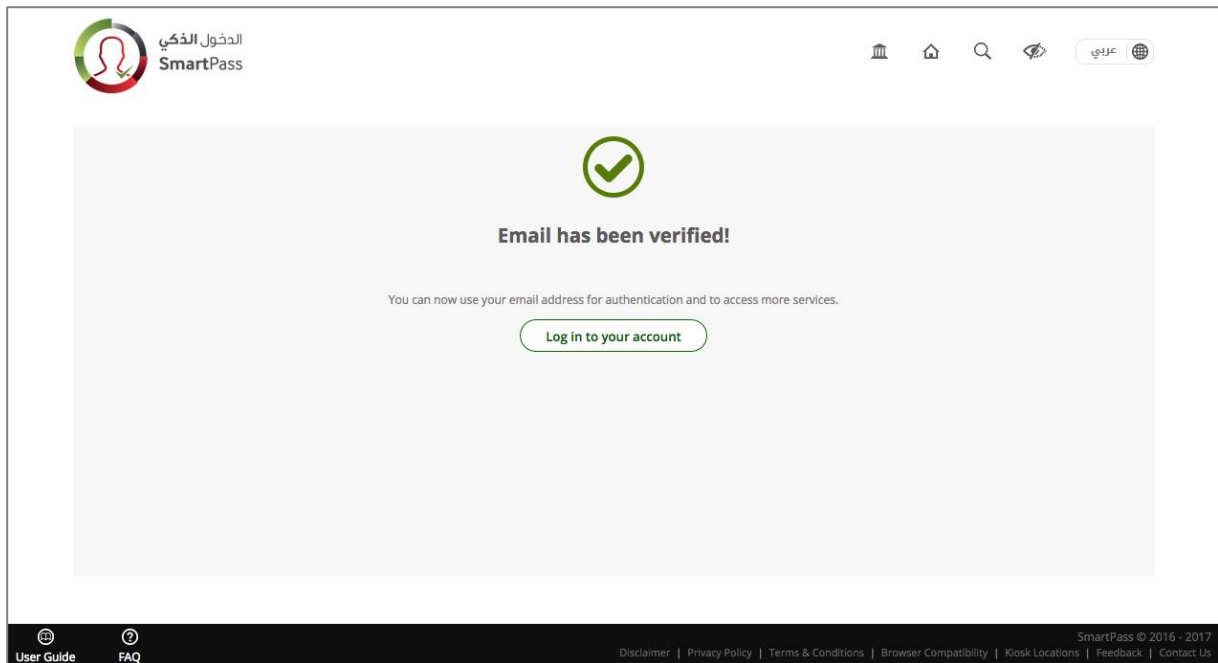 الدخول الذكي
SmartPass
عربي
Email has been verified!
You can now use your email address for authentication and to access more services.
Log in to your account
User Guide
FAQ
SmartPass © 2016 - 2017
Disclaimer | Privacy Policy | Terms & Conditions | Browser Compatibility | Kiosk Locations | Feedback | Contact Us